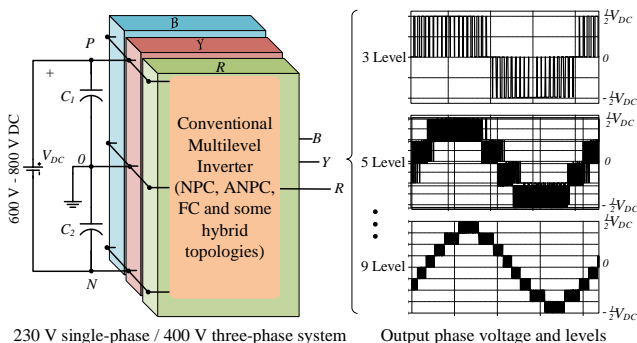 B
Y
R
P
+
C1
600 V - 800 V DC
VDC
0
C2
N
Conventional
Multilevel
Inverter
(NPC, ANPC,
FC and some
hybrid
topologies)
B
Y
R
3 Level
½VDC
0
-½VDC
5 Level
½VDC
0
-½VDC
9 Level
½VDC
0
-½VDC
230 V single-phase / 400 V three-phase system
Output phase voltage and levels